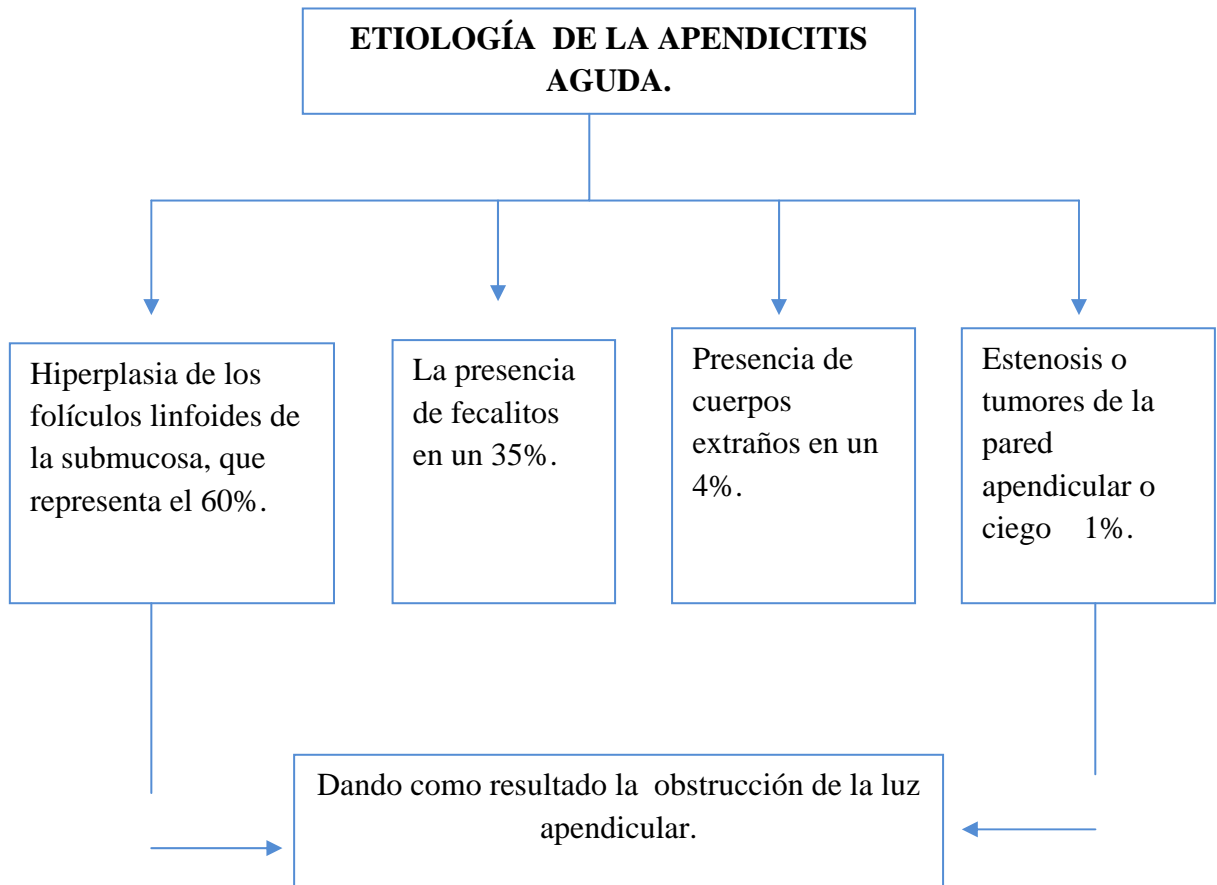 ETIOLOGÍA DE LA APENDICITIS
AGUDA.
Hiperplasia de los
folículos linfoides de
la submucosa, que
representa el 60%.
La presencia
de fecalitos
en un 35%.
Presencia de
cuerpos
extraños en un
4%.
Estenosis o
tumores de la
pared
apendicular o
ciego 1%.
Dando como resultado la obstrucción de la luz
apendicular.